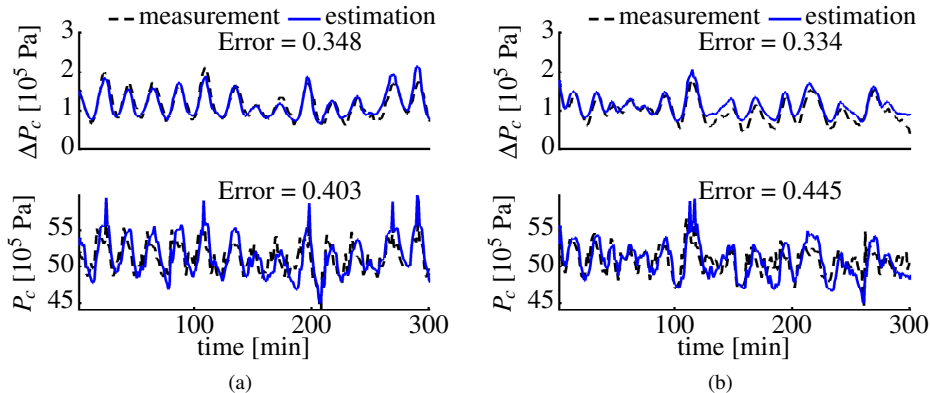 measurement estimation
Error = 0.348
ΔP_c [10^5 Pa]
3
2
1
0
Error = 0.403
P_c [10^5 Pa]
55
50
45
100 200 300
time [min]
(a)
measurement estimation
Error = 0.334
ΔP_c [10^5 Pa]
3
2
1
0
Error = 0.445
P_c [10^5 Pa]
55
50
45
100 200 300
time [min]
(b)